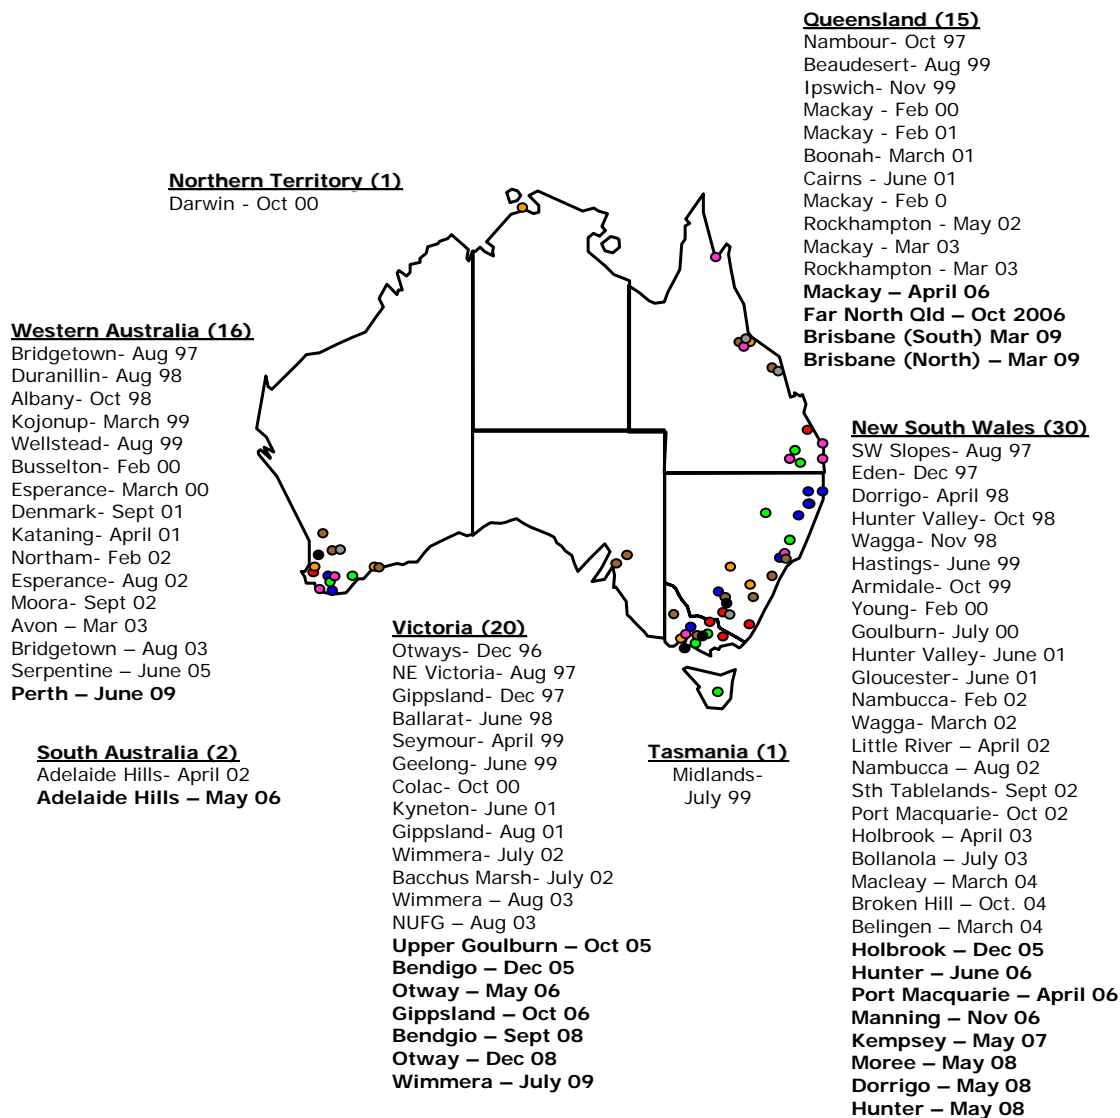 Queensland (15)
Nambour- Oct 97
Beaudesert- Aug 99
Ipswich- Nov 99
Mackay - Feb 00
Mackay - Feb 01
Boonah- March 01
Cairns - June 01
Mackay - Feb 0
Rockhampton - May 02
Mackay - Mar 03
Rockhampton - Mar 03
Mackay – April 06
Far North Qld – Oct 2006
Brisbane (South) Mar 09
Brisbane (North) – Mar 09
Northern Territory (1)
Darwin - Oct 00
Western Australia (16)
Bridgetown- Aug 97
Duranillin- Aug 98
Albany- Oct 98
Kojonup- March 99
Wellstead- Aug 99
Busselton- Feb 00
Esperance- March 00
Denmark- Sept 01
Kataning- April 01
Northam- Feb 02
Esperance- Aug 02
Moora- Sept 02
Avon – Mar 03
Bridgetown – Aug 03
Serpentine – June 05
Perth – June 09
South Australia (2)
Adelaide Hills- April 02
Adelaide Hills – May 06
Victoria (20)
Otways- Dec 96
NE Victoria- Aug 97
Gippsland- Dec 97
Ballarat- June 98
Seymour- April 99
Geelong- June 99
Colac- Oct 00
Kyneton- June 01
Gippsland- Aug 01
Wimmera- July 02
Bacchus Marsh- July 02
Wimmera – Aug 03
NUFG – Aug 03
Upper Goulburn – Oct 05
Bendigo – Dec 05
Otway – May 06
Gippsland – Oct 06
Bendgio – Sept 08
Otway – Dec 08
Wimmera – July 09
Tasmania (1)
Midlands-
July 99
New South Wales (30)
SW Slopes- Aug 97
Eden- Dec 97
Dorrigo- April 98
Hunter Valley- Oct 98
Wagga- Nov 98
Hastings- June 99
Armidale- Oct 99
Young- Feb 00
Goulburn- July 00
Hunter Valley- June 01
Gloucester- June 01
Nambucca- Feb 02
Wagga- March 02
Little River – April 02
Nambucca – Aug 02
Sth Tablelands- Sept 02
Port Macquarie- Oct 02
Holbrook – April 03
Bollanola – July 03
Macleay – March 04
Broken Hill – Oct. 04
Belingen – March 04
Holbrook – Dec 05
Hunter – June 06
Port Macquarie – April 06
Manning – Nov 06
Kempsey – May 07
Moree – May 08
Dorrigo – May 08
Hunter – May 08